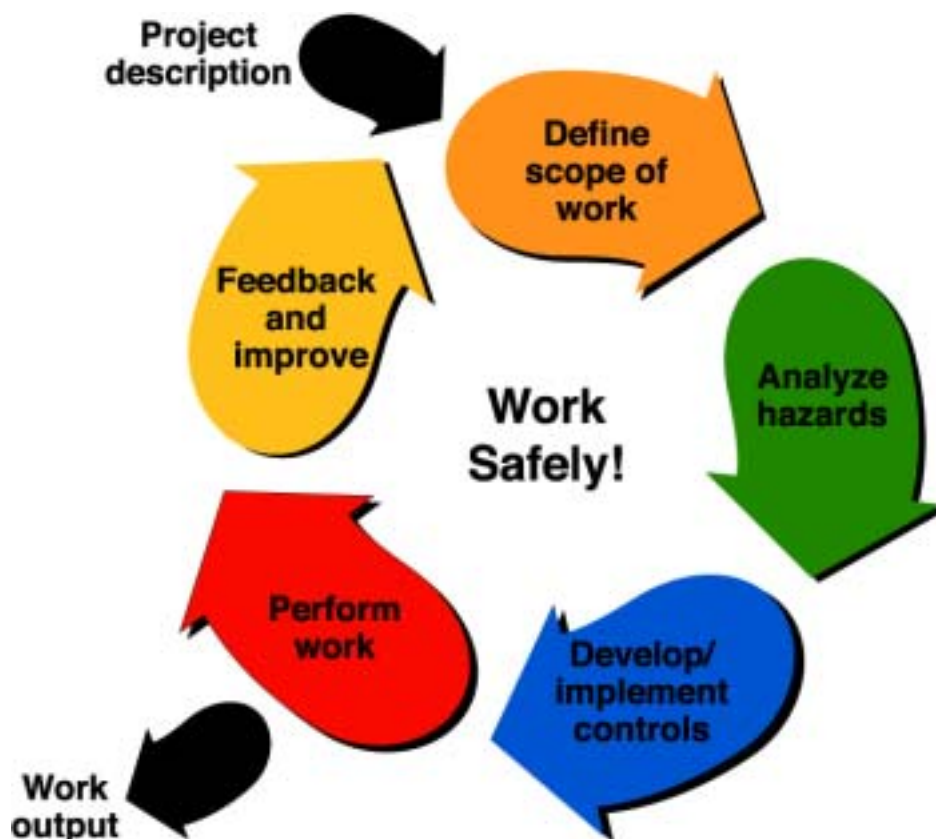 Project
description
Define
scope of
work
Analyze
hazards
Develop/
implement
controls
Perform
work
Work
output
Feedback
and
improve
Work
Safely!